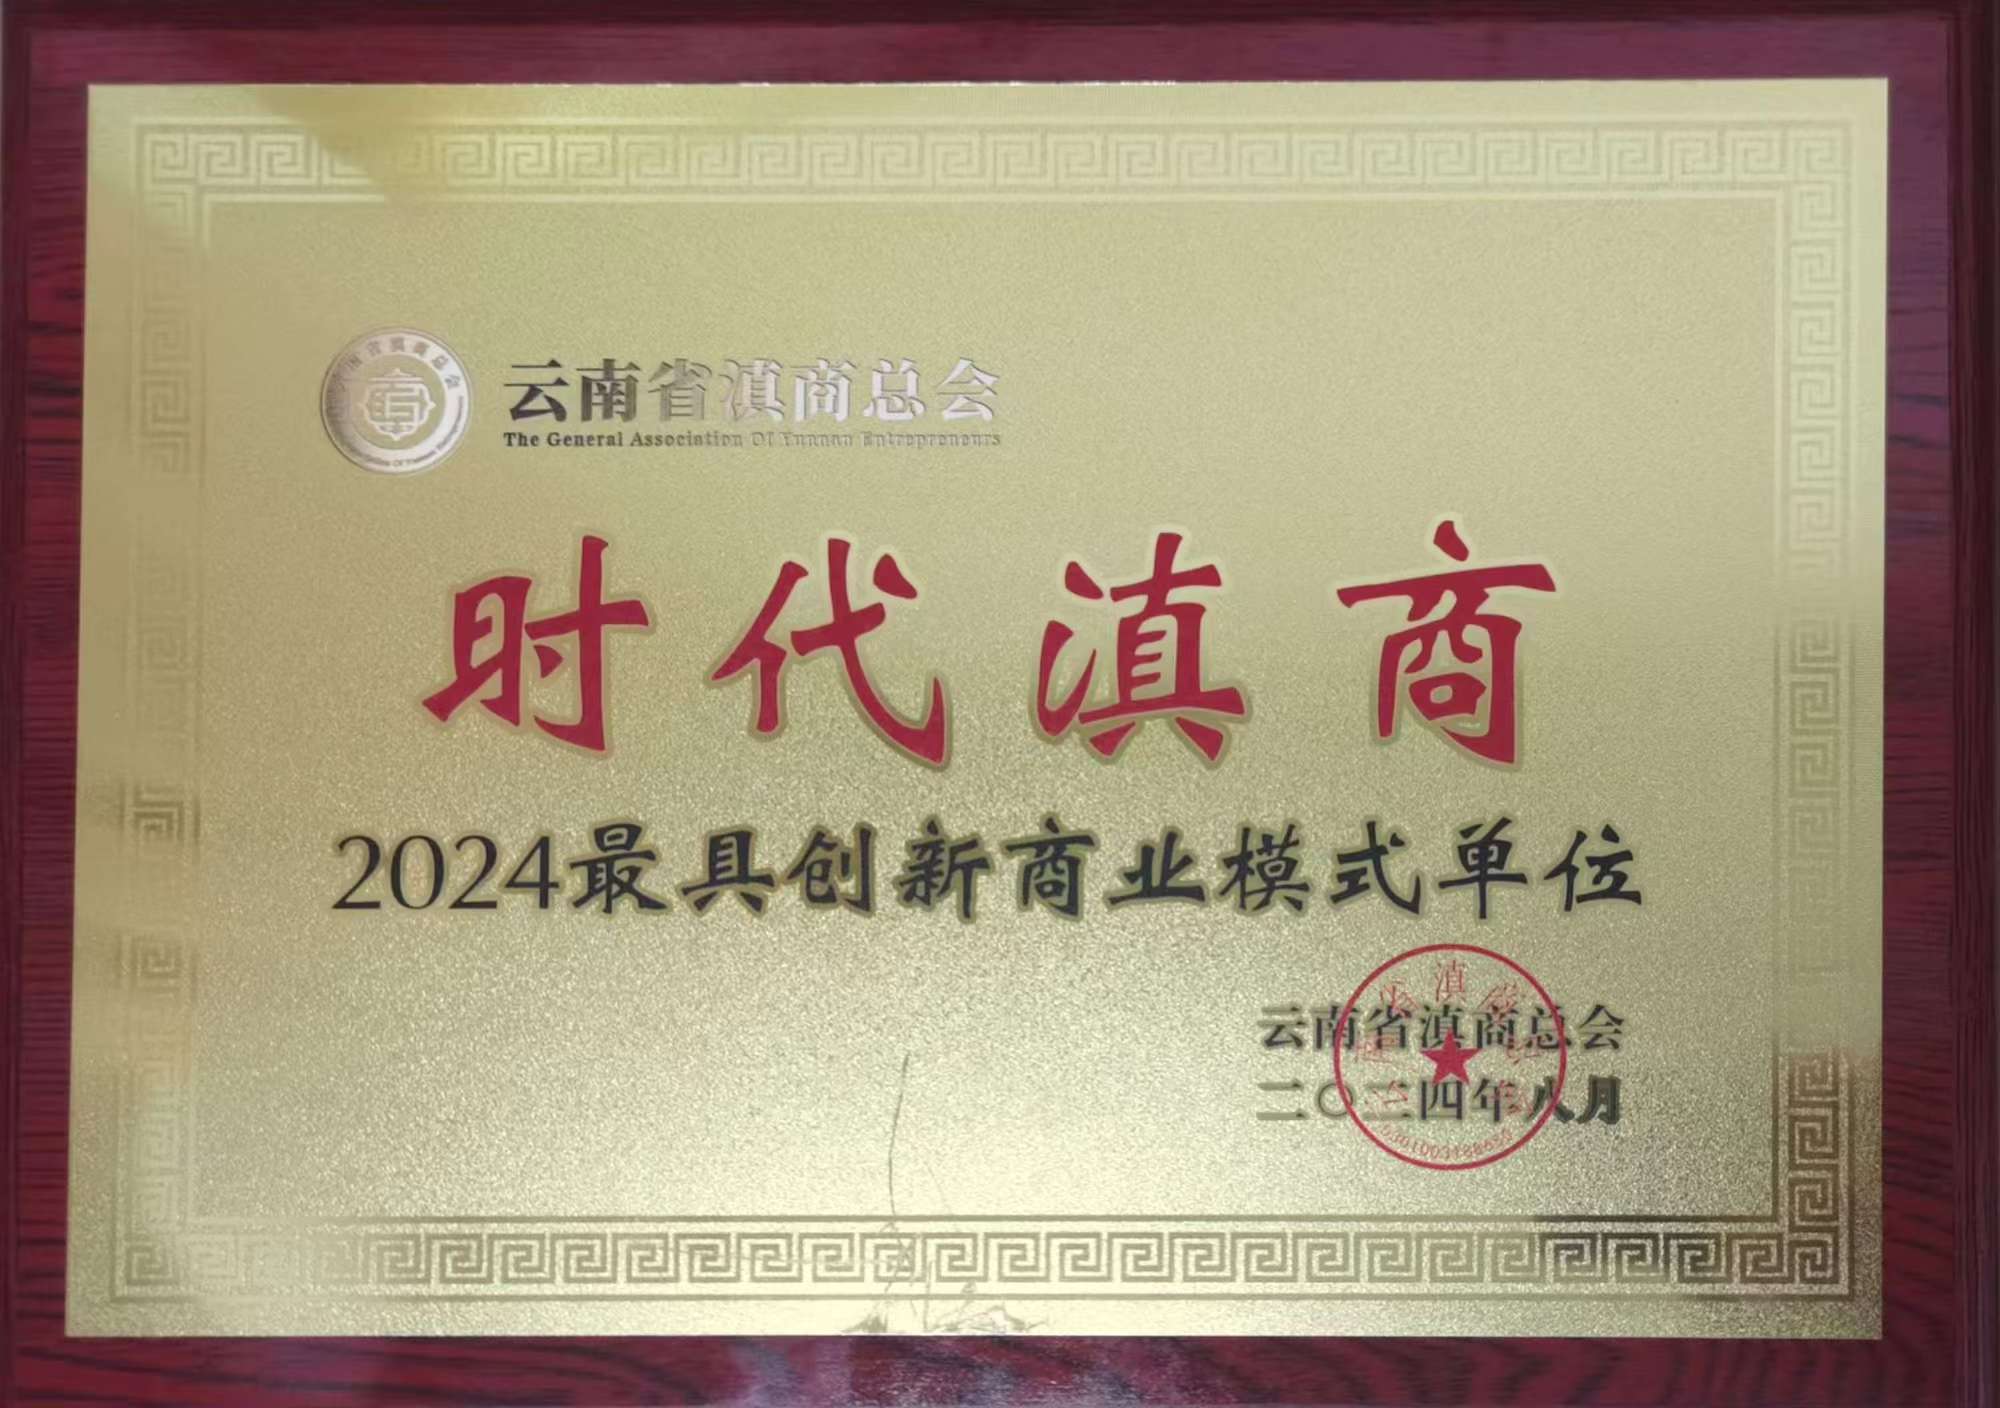 云南省滇商总会
The General Association Of Yunnan Entrepreneurs
时代滇商
2024最具创新商业模式单位
云南省滇商总会
二〇二四年八月